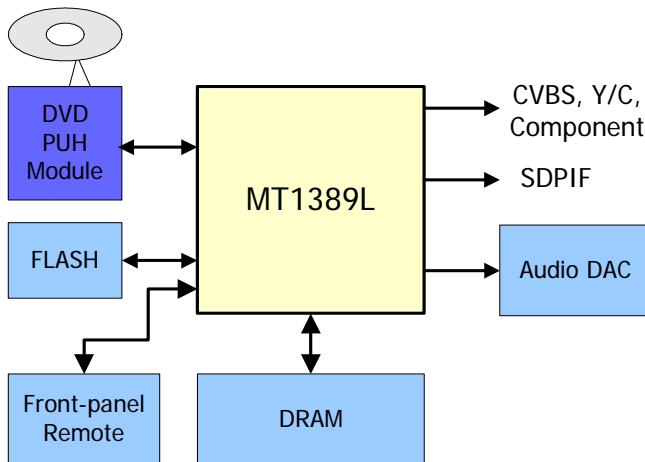 DVD
PUH
Module
CVBS, Y/C,
Component
MT1389L
SDPIF
FLASH
Audio DAC
Front-panel
Remote
DRAM